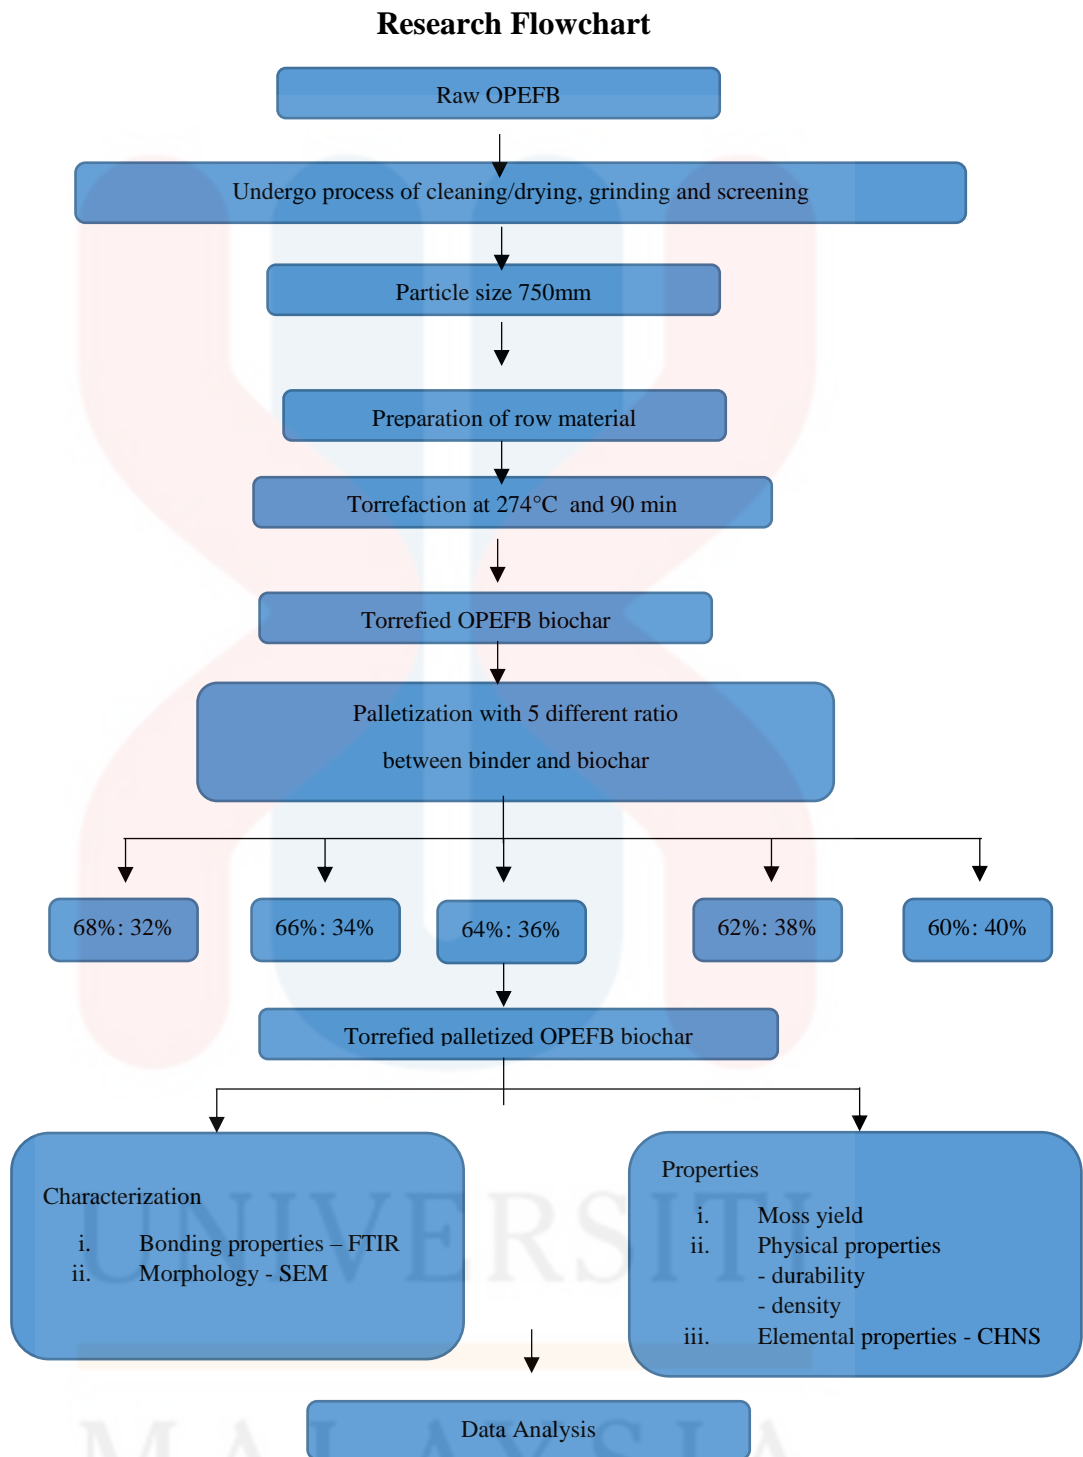 Research Flowchart
Raw OPEFB
Undergo process of cleaning/drying, grinding and screening
Particle size 750mm
Preparation of row material
Torrefaction at 274°C and 90 min
Torrefied OPEFB biochar
Palletization with 5 different ratio
between binder and biochar
68%: 32%
66%: 34%
64%: 36%
62%: 38%
60%: 40%
Torrefied palletized OPEFB biochar
Characterization
i. Bonding properties – FTIR
ii. Morphology - SEM
Properties
i. Moss yield
ii. Physical properties
- durability
- density
iii. Elemental properties - CHNS
UNIVERSITI
Data Analysis
MALAYSIA